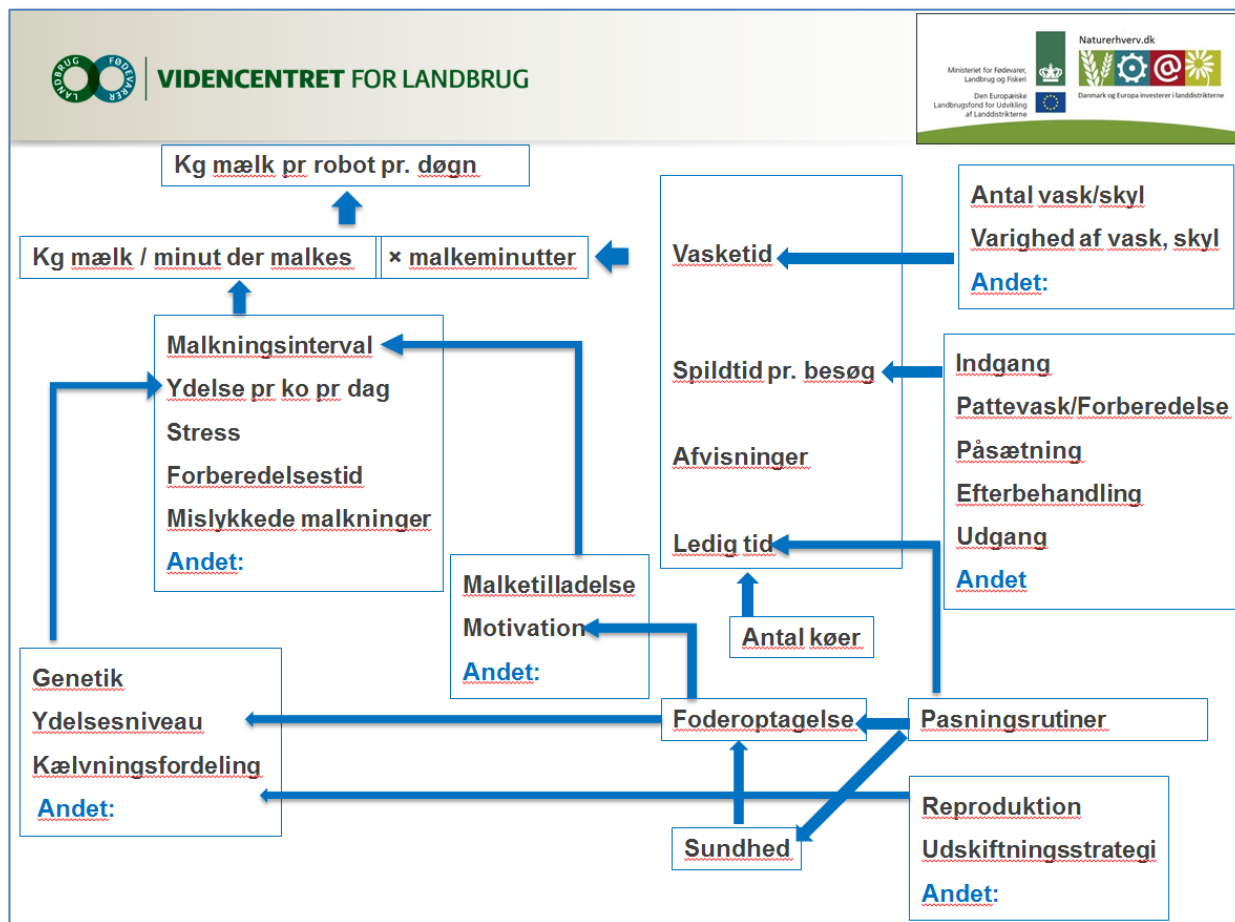 LANDBRUG FØDEVARER
VIDENCENTRET FOR LANDBRUG
Ministeriet for Fødevarer,
Landbrug og Fiskeri
Den Europæiske
Landbrugsfond for Udvikling
af Landdistrikterne
Naturerhverv.dk
Danmark og Europa investerer i landdistrikterne
Kg mælk pr robot pr. døgn
Kg mælk / minut der malkes
× malkeminutter
Malkningsinterval
Ydelse pr ko pr dag
Stress
Forberedelsestid
Mislykkede malkninger
Andet:
Vasketid
Spildtid pr. besøg
Afvisninger
Ledig tid
Antal vask/skyl
Varighed af vask, skyl
Andet:
Indgang
Pattevask/Forberedelse
Påsætning
Efterbehandling
Udgang
Andet
Malketilladelse
Motivation
Andet:
Antal køer
Genetik
Ydelsesniveau
Kælvningsfordeling
Andet:
Foderoptagelse
Pasningsrutiner
Sundhed
Reproduktion
Udskiftningsstrategi
Andet: